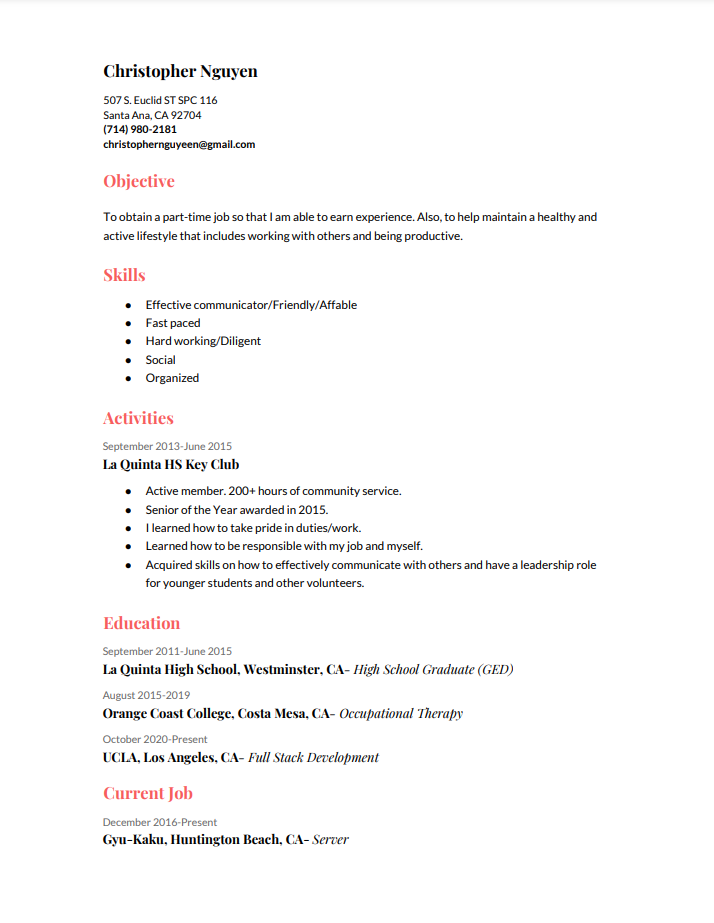 Christopher Nguyen
507 S. Euclid ST SPC 116
Santa Ana, CA 92704
(714) 980-2181
christophernguyeen@gmail.com
Objective
To obtain a part-time job so that I am able to earn experience. Also, to help maintain a healthy and
active lifestyle that includes working with others and being productive.
Skills
● Effective communicator/Friendly/Affable
● Fast paced
● Hard working/Diligent
● Social
● Organized
Activities
September 2013-June 2015
La Quinta HS Key Club
● Active member. 200+ hours of community service.
● Senior of the Year awarded in 2015.
● I learned how to take pride in duties/work.
● Learned how to be responsible with my job and myself.
● Acquired skills on how to effectively communicate with others and have a leadership role
for younger students and other volunteers.
Education
September 2011-June 2015
La Quinta High School, Westminster, CA- High School Graduate (GED)
August 2015-2019
Orange Coast College, Costa Mesa, CA- Occupational Therapy
October 2020-Present
UCLA, Los Angeles, CA- Full Stack Development
Current Job
December 2016-Present
Gyu-Kaku, Huntington Beach, CA- Server